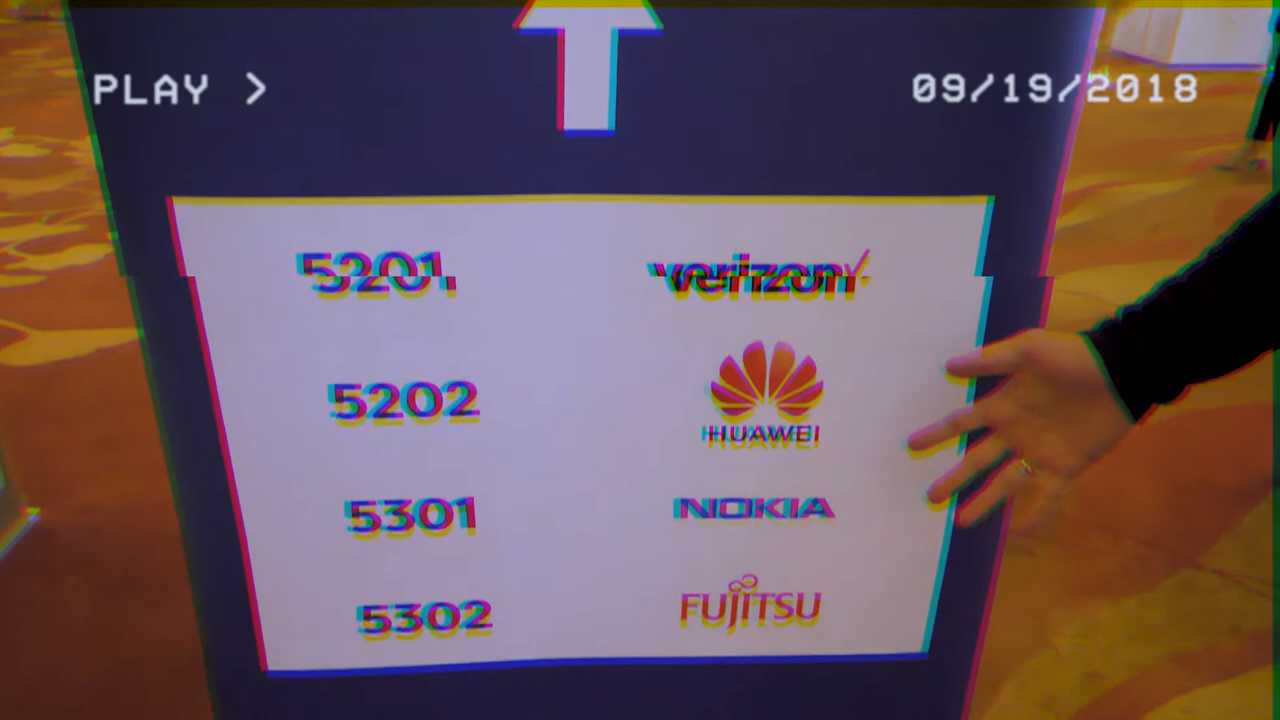 PLAY > 09/19/2018
5201 verizon✓
5202 HUAWEI
5301 NOKIA
5302 FUJITSU